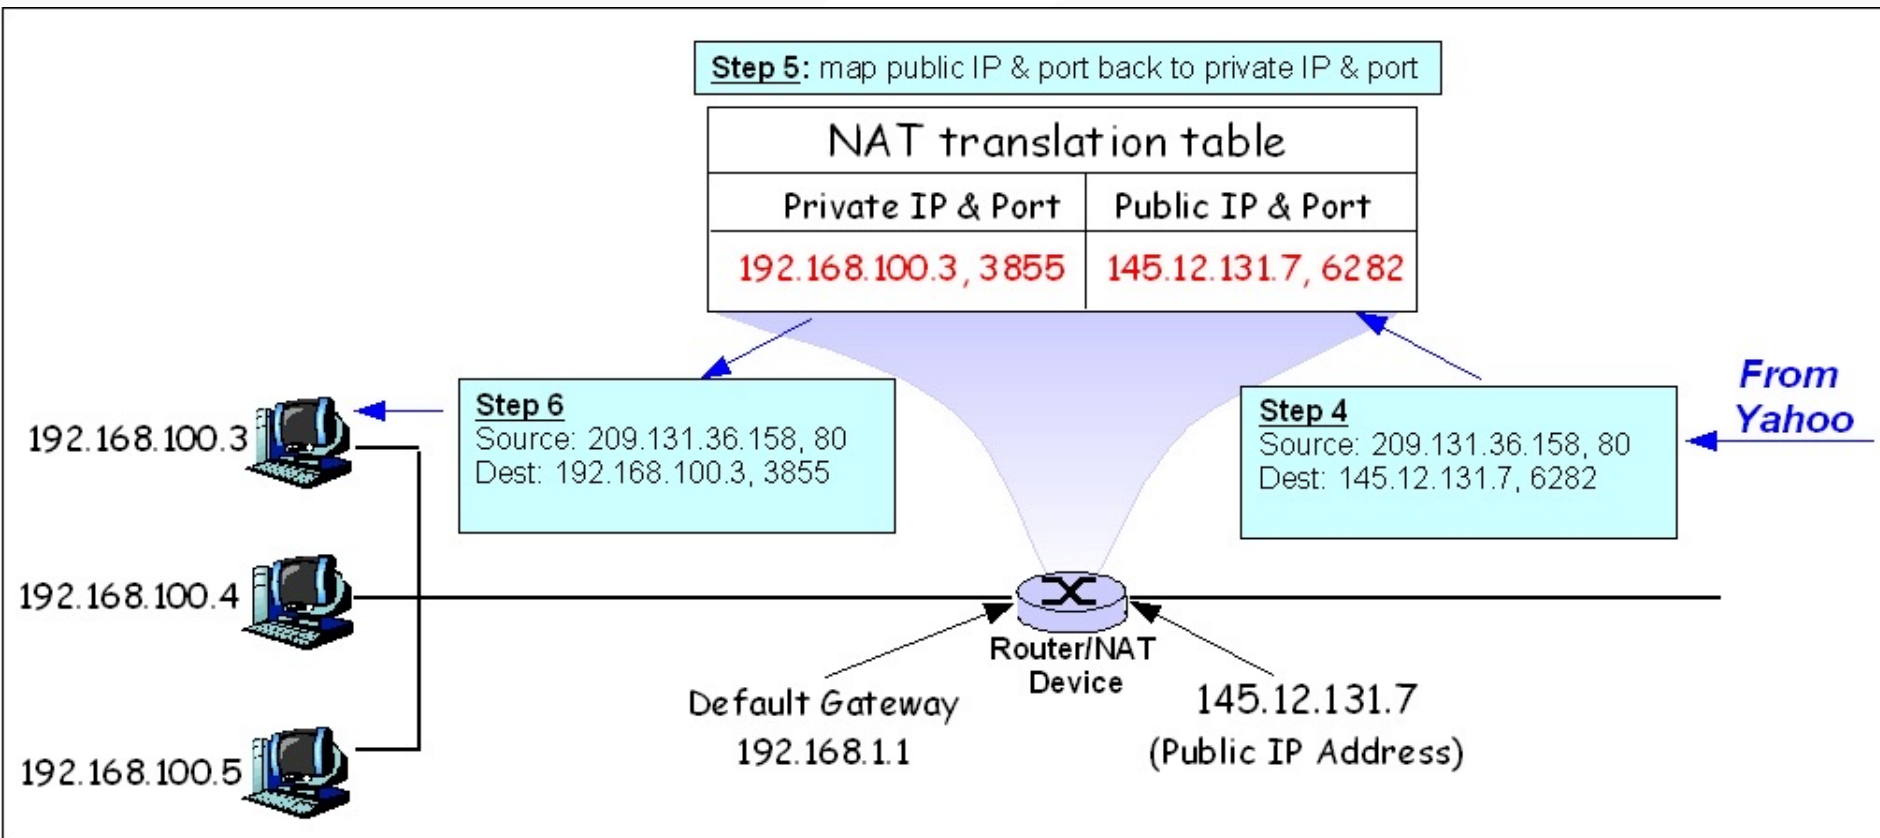 Step 5: map public IP & port back to private IP & port
NAT translation table
Private IP & Port
Public IP & Port
192.168.100.3, 3855
145.12.131.7, 6282
From
Yahoo
Step 6
Source: 209.131.36.158, 80
Dest: 192.168.100.3, 3855
Step 4
Source: 209.131.36.158, 80
Dest: 145.12.131.7, 6282
192.168.100.3
192.168.100.4
192.168.100.5
Router/NAT
Device
Default Gateway
192.168.1.1
145.12.131.7
(Public IP Address)